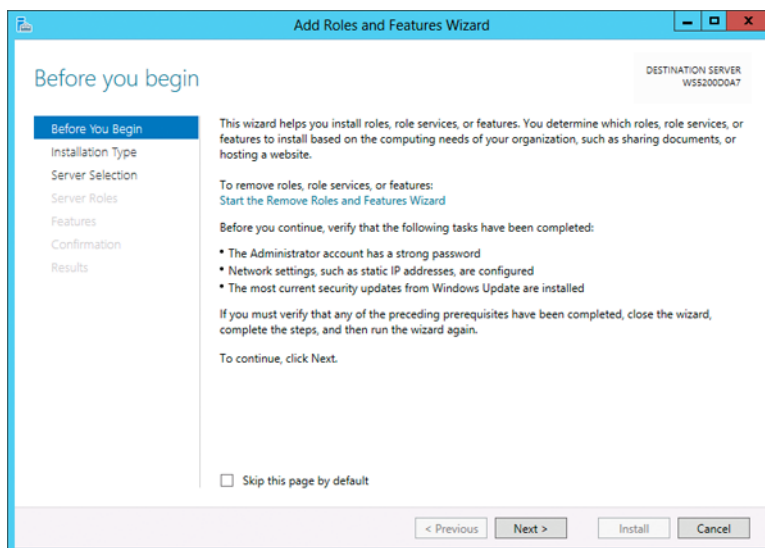 Add Roles and Features Wizard
Before you begin
DESTINATION SERVER
WS5200D0A7
Before You Begin
Installation Type
Server Selection
Server Roles
Features
Confirmation
Results
This wizard helps you install roles, role services, or features. You determine which roles, role services, or
features to install based on the computing needs of your organization, such as sharing documents, or
hosting a website.
To remove roles, role services, or features:
Start the Remove Roles and Features Wizard
Before you continue, verify that the following tasks have been completed:
• The Administrator account has a strong password
• Network settings, such as static IP addresses, are configured
• The most current security updates from Windows Update are installed
If you must verify that any of the preceding prerequisites have been completed, close the wizard,
complete the steps, and then run the wizard again.
To continue, click Next.
Skip this page by default
< Previous
Next >
Install
Cancel